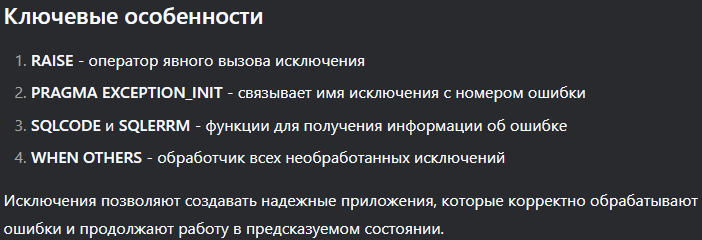 Ключевые особенности
1. RAISE - оператор явного вызова исключения
2. PRAGMA EXCEPTION_INIT - связывает имя исключения с номером ошибки
3. SQLCODE и SQLERRM - функции для получения информации об ошибке
4. WHEN OTHERS - обработчик всех необработанных исключений
Исключения позволяют создавать надежные приложения, которые корректно обрабатывают
ошибки и продолжают работу в предсказуемом состоянии.